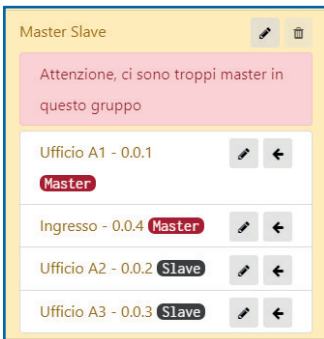 Master Slave
Attenzione, ci sono troppi master in
questo gruppo
Ufficio A1 - 0.0.1
Master
Ingresso - 0.0.4 Master
Ufficio A2 - 0.0.2 Slave
Ufficio A3 - 0.0.3 Slave